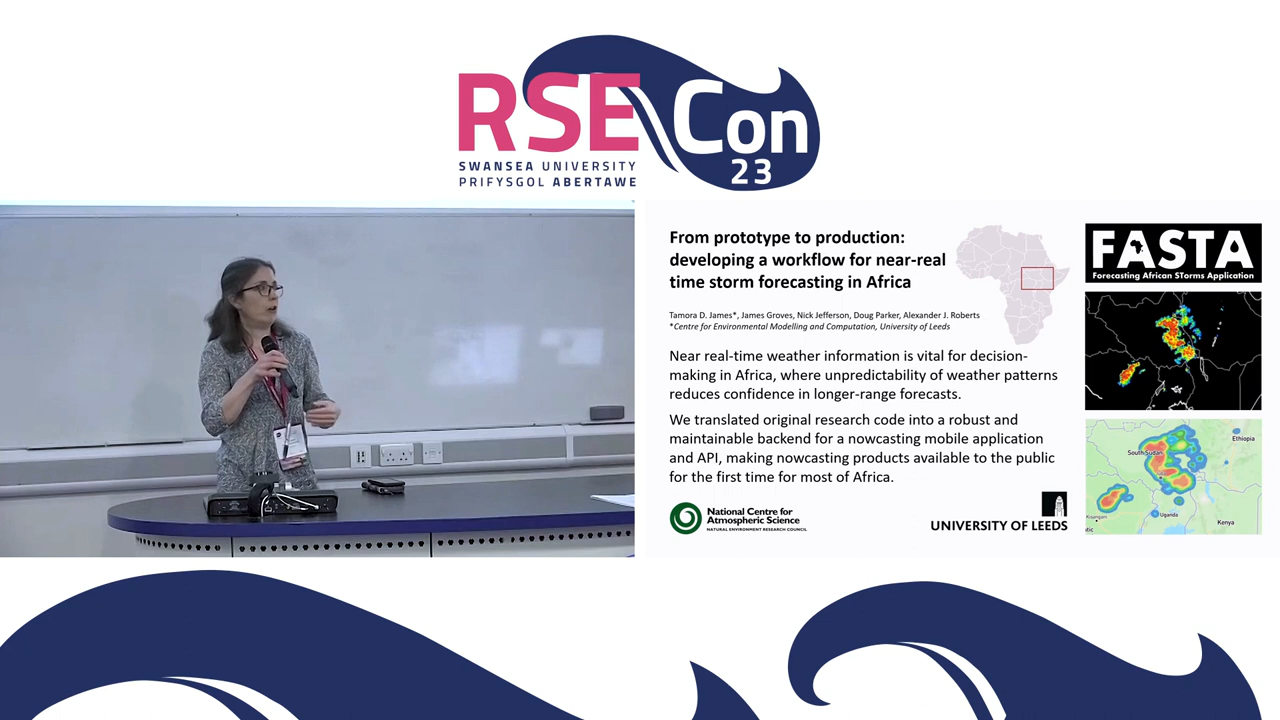 RSE Con
23
SWANSEA UNIVERSITY
PRIFYSGOL ABERTAWE
From prototype to production:
developing a workflow for near-real
time storm forecasting in Africa
Tamora D. James*, James Groves, Nick Jefferson, Doug Parker, Alexander J. Roberts
*Centre for Environmental Modelling and Computation, University of Leeds
Near real-time weather information is vital for decision-
making in Africa, where unpredictability of weather patterns
reduces confidence in longer-range forecasts.
We translated original research code into a robust and
maintainable backend for a nowcasting mobile application
and API, making nowcasting products available to the public
for the first time for most of Africa.
National Centre for
Atmospheric Science
NATURAL ENVIRONMENT RESEARCH COUNCIL
UNIVERSITY OF LEEDS
FASTA
Forecasting African STorms Application
Ethiopia
South Sudan
Uganda
Kenya